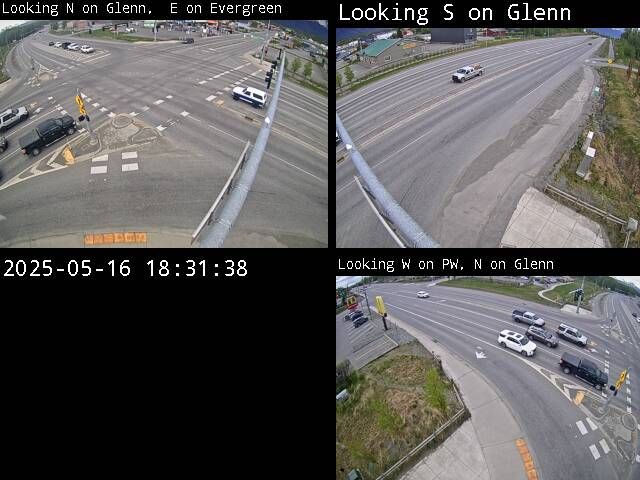 Looking N on Glenn,  E on Evergreen
Looking S on Glenn
2025-05-16 18:31:38
Looking W on PW, N on Glenn